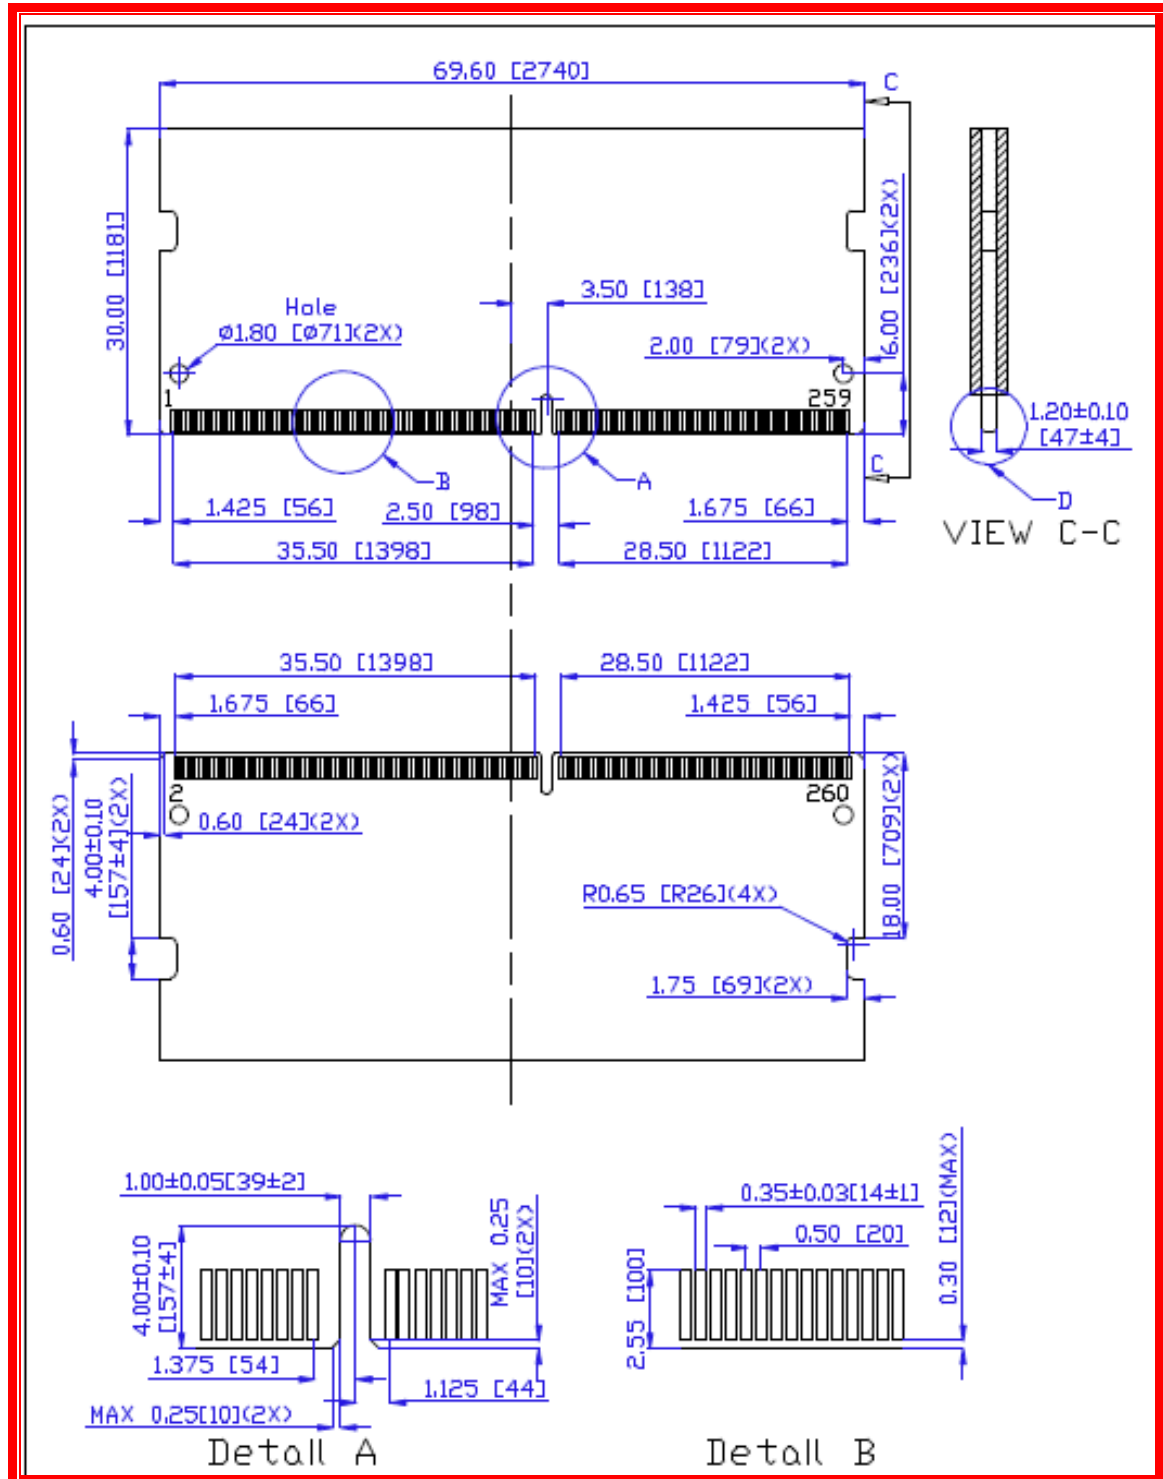 69.60 [2740]
C
30.00 [1181]
Hole
Ø1.80 [Ø71](2X)
3.50 [138]
2.00 [79](2X)
6.00 [236](2X)
1
259
1.20±0.10
[47±4]
B
A
C
D
1.425 [56]
2.50 [98]
1.675 [66]
35.50 [1398]
28.50 [1122]
VIEW C-C
35.50 [1398]
28.50 [1122]
1.675 [66]
1.425 [56]
2
260
0.60 [24](2X)
0.60 [24](2X)
4.00±0.10
[157±4](2X)
18.00 [709](2X)
R0.65 [R26](4X)
1.75 [69](2X)
1.00±0.05[39±2]
4.00±0.10
[157±4]
MAX 0.25
[10](2X)
1.375 [54]
1.125 [44]
MAX 0.25[10](2X)
Detail A
0.35±0.03[14±1]
0.50 [20]
0.30 [12](MAX)
2.55 [100]
Detail B